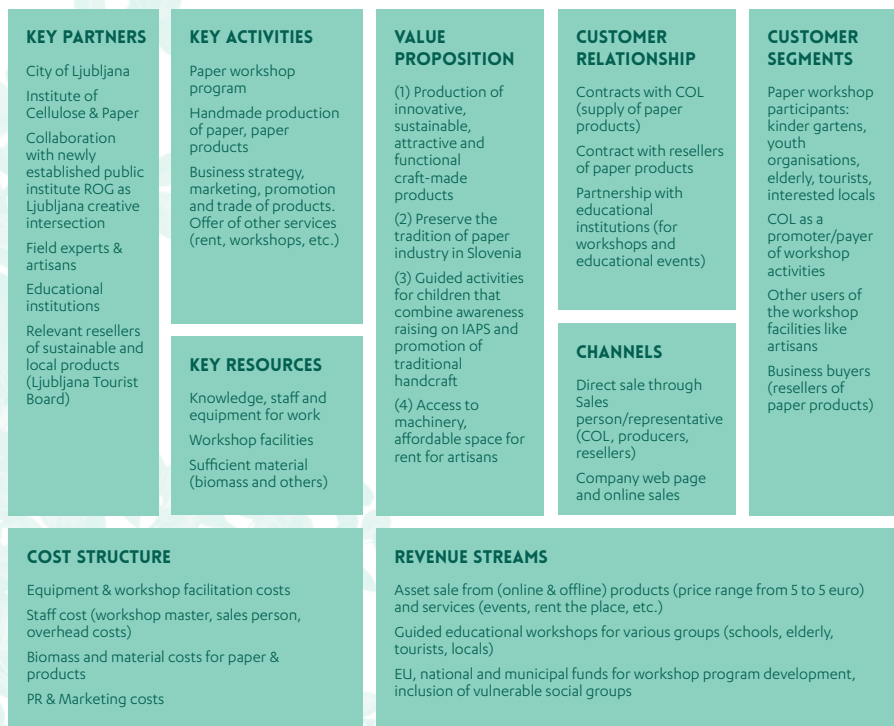 KEY PARTNERS
City of Ljubljana
Institute of
Cellulose & Paper
Collaboration
with newly
established public
institute ROG as
Ljubljana creative
intersection
Field experts &
artisans
Educational
institutions
Relevant resellers
of sustainable and
local products
(Ljubljana Tourist
Board)
KEY ACTIVITIES
Paper workshop
program
Handmade production
of paper, paper
products
Business strategy,
marketing, promotion
and trade of products.
Offer of other services
(rent, workshops, etc.)
KEY RESOURCES
Knowledge, staff and
equipment for work
Workshop facilities
Sufficient material
(biomass and others)
VALUE
PROPOSITION
(1) Production of
innovative,
sustainable,
attractive and
functional
craft-made
products
(2) Preserve the
tradition of paper
industry in Slovenia
(3) Guided activities
for children that
combine awareness
raising on IAPS and
promotion of
traditional
handcraft
(4) Access to
machinery,
affordable space for
rent for artisans
CUSTOMER
RELATIONSHIP
Contracts with COL
(supply of paper
products)
Contract with resellers
of paper products
Partnership with
educational
institutions (for
workshops and
educational events)
CHANNELS
Direct sale through
Sales
person/representative
(COL, producers,
resellers)
Company web page
and online sales
CUSTOMER
SEGMENTS
Paper workshop
participants:
kinder gartens,
youth
organisations,
elderly, tourists,
interested locals
COL as a
promoter/payer
of workshop
activities
Other users of
the workshop
facilities like
artisans
Business buyers
(resellers of
paper products)
COST STRUCTURE
Equipment & workshop facilitation costs
Staff cost (workshop master, sales person,
overhead costs)
Biomass and material costs for paper &
products
PR & Marketing costs
REVENUE STREAMS
Asset sale from (online & offline) products (price range from 5 to 5 euro)
and services (events, rent the place, etc.)
Guided educational workshops for various groups (schools, elderly,
tourists, locals)
EU, national and municipal funds for workshop program development,
inclusion of vulnerable social groups